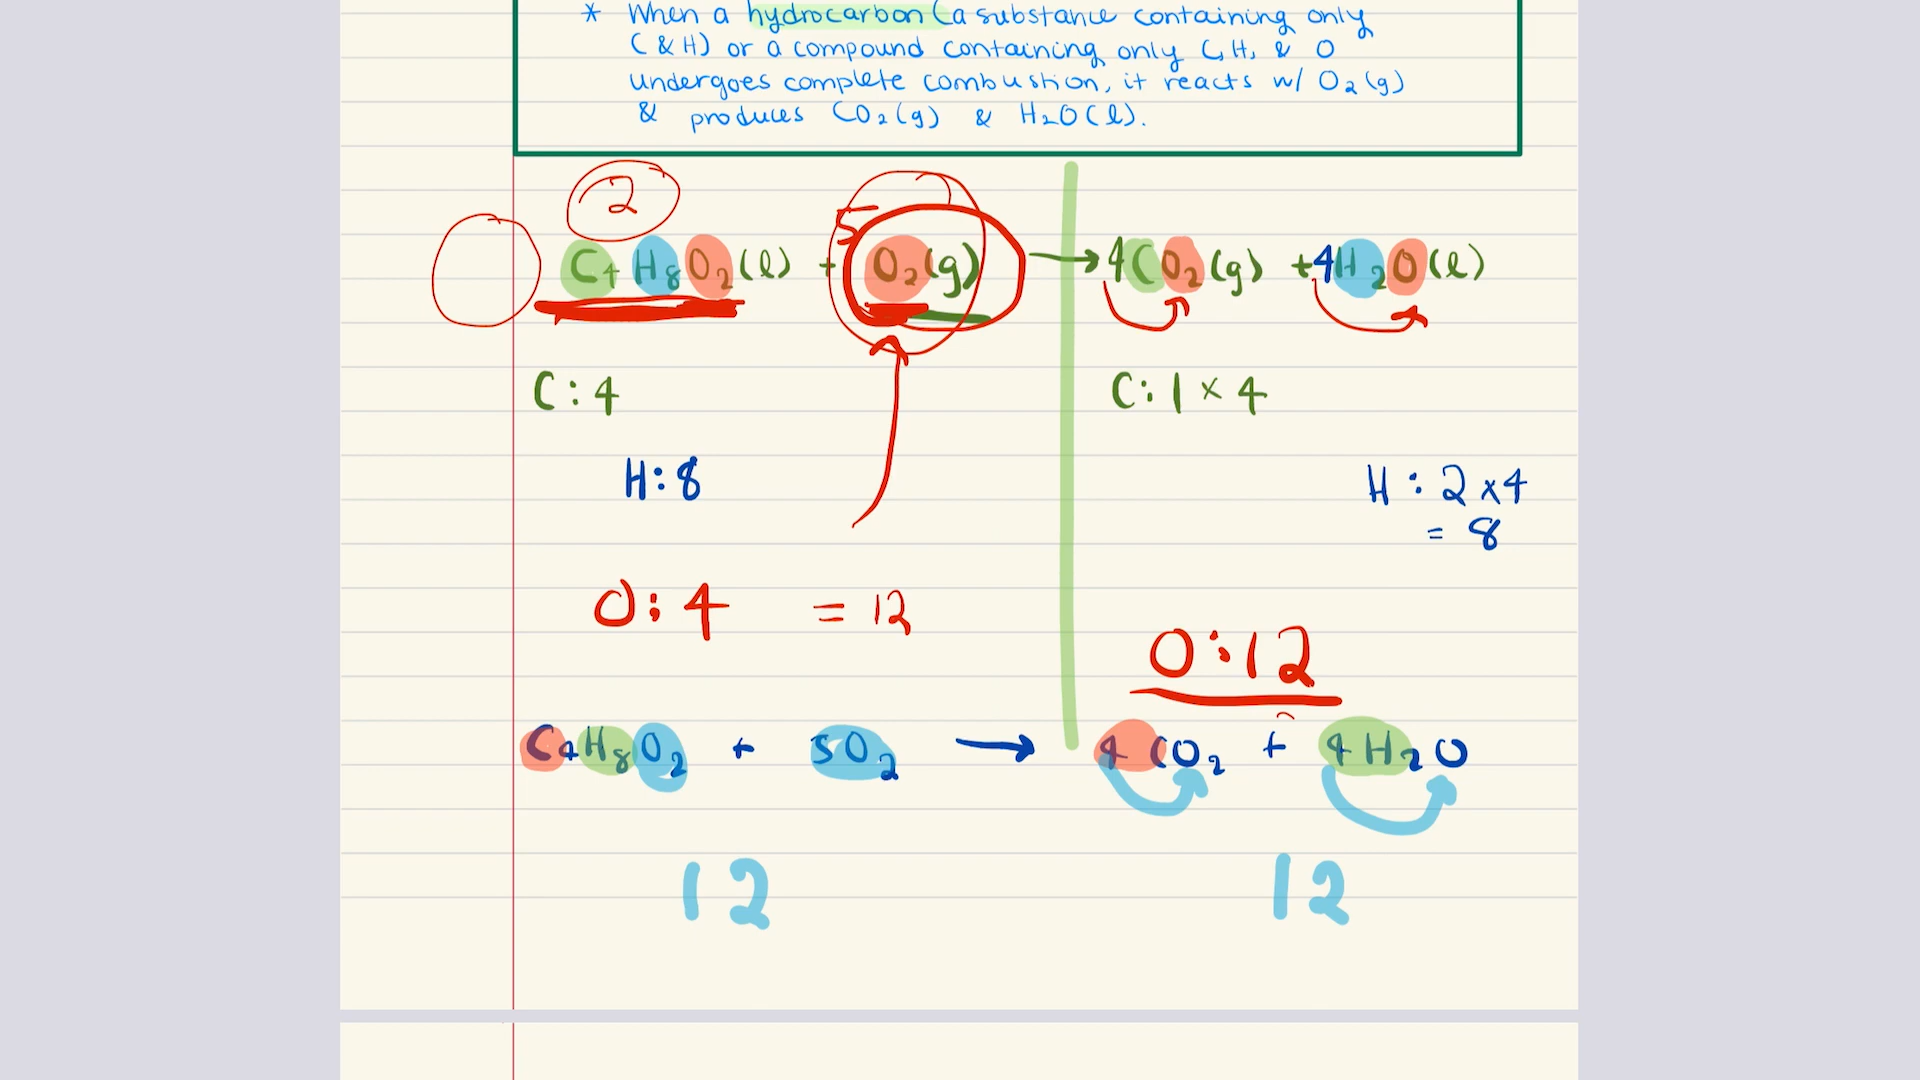 * When a hydrocarbon (a substance containing only
C & H) or a compound containing only C, H, & O
undergoes complete combustion, it reacts w/ O2(g)
& produces CO2(g) & H2O(l).
2
C4H8O2(l) + 5O2(g) → 4CO2(g) + 4H2O(l)
C: 4
C: 1 x 4
H: 8
H: 2 x 4
= 8
O: 4 = 12
O: 12
C4H8O2 + 5O2 → 4CO2 + 4H2O
12
12